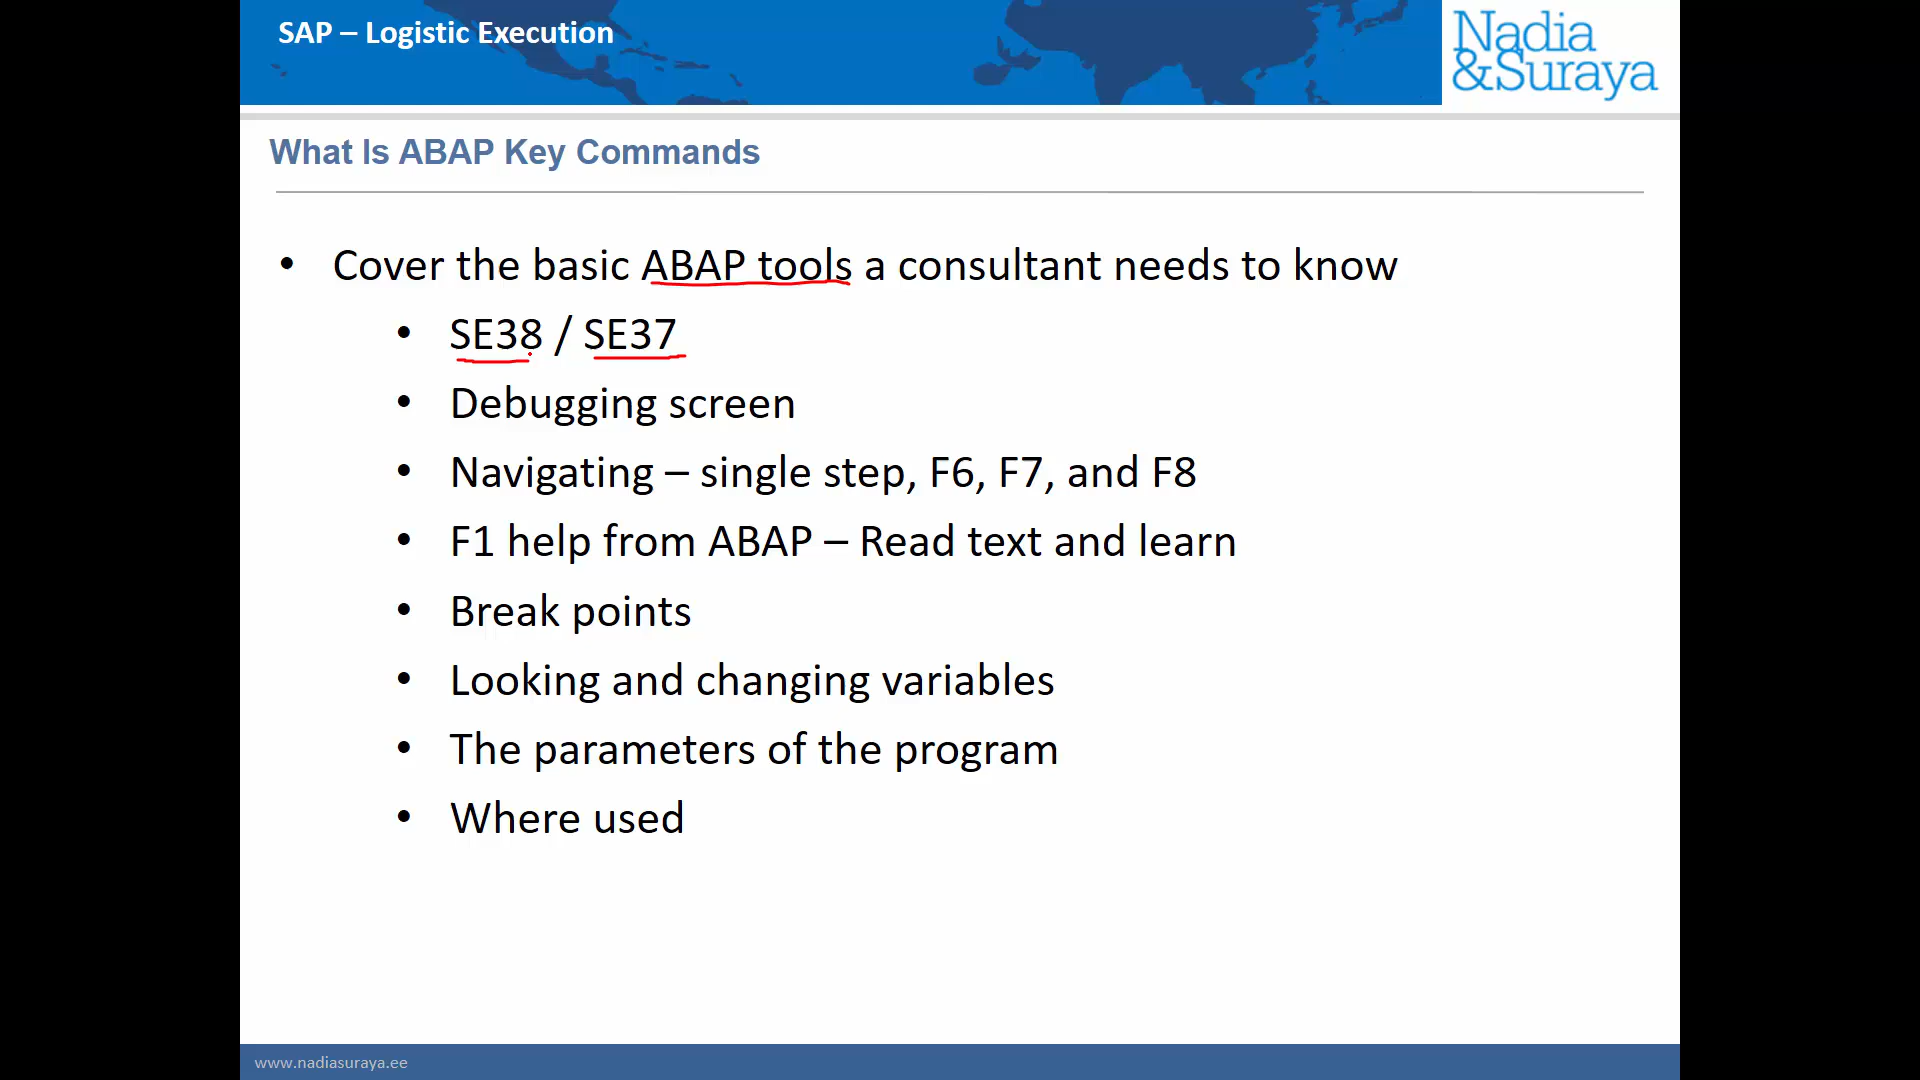 SAP – Logistic Execution
Nadia
&Suraya
What Is ABAP Key Commands
• Cover the basic ABAP tools a consultant needs to know
• SE38 / SE37
• Debugging screen
• Navigating – single step, F6, F7, and F8
• F1 help from ABAP – Read text and learn
• Break points
• Looking and changing variables
• The parameters of the program
• Where used
www.nadiasuraya.ee